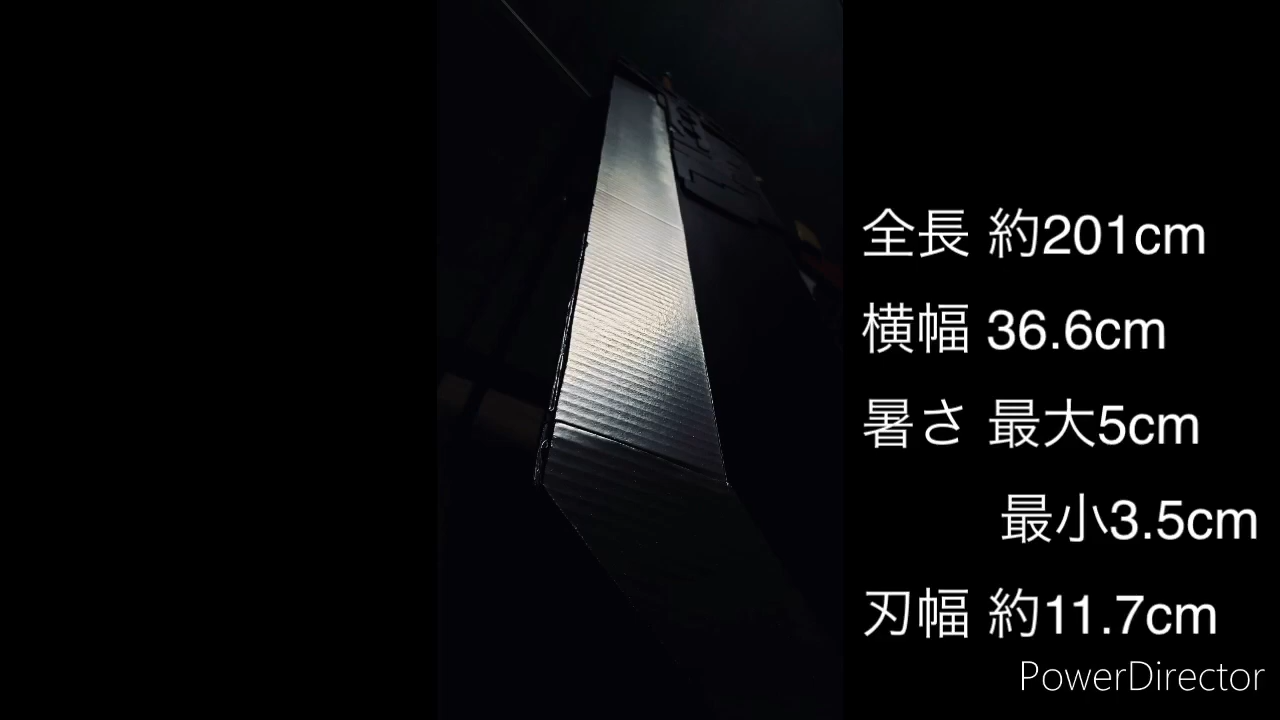 全長 約201cm
横幅 36.6cm
暑さ 最大5cm
最小3.5cm
刃幅 約11.7cm
PowerDirector